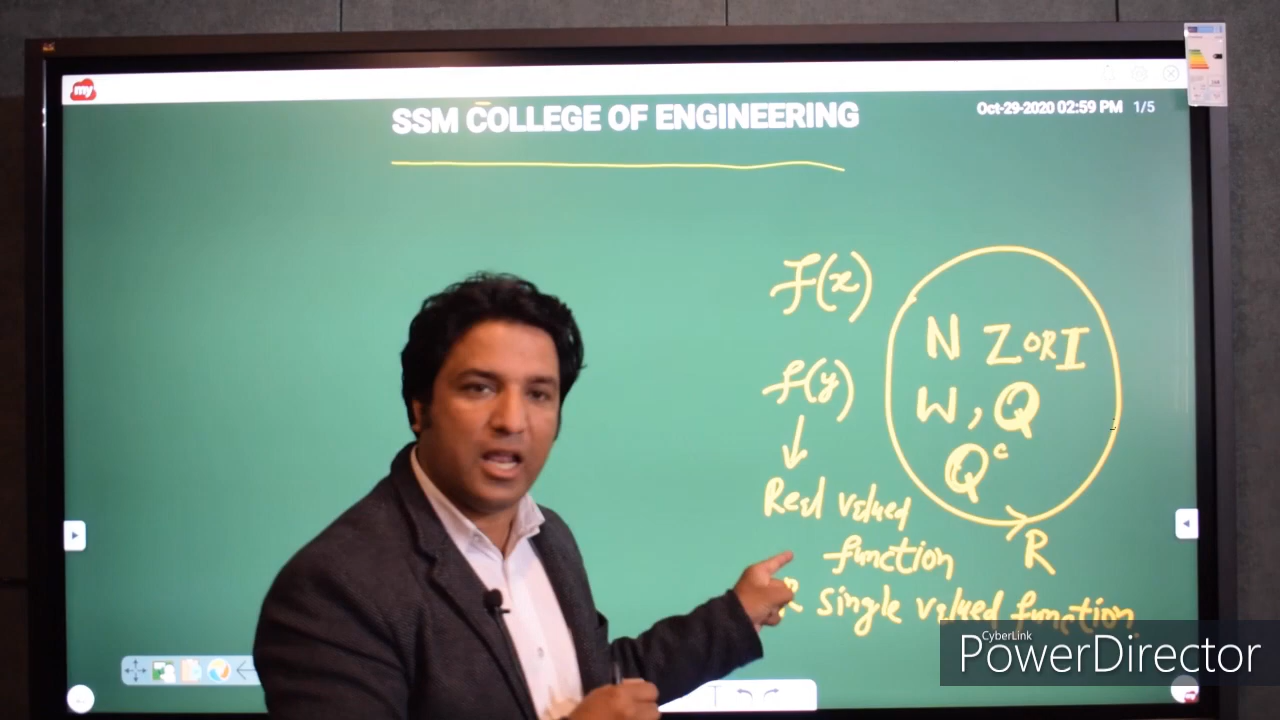 my
SSM COLLEGE OF ENGINEERING
Oct-29-2020 02:59 PM 1/5
f(x)
N Z OR I
f(y)
W, Q
Q^c
Real valued
function
R
single valued function
CyberLink
PowerDirector